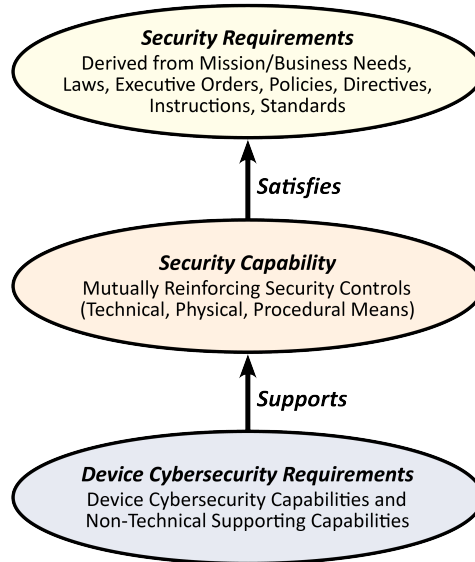 Security Requirements
Derived from Mission/Business Needs,
Laws, Executive Orders, Policies, Directives,
Instructions, Standards
Satisfies
Security Capability
Mutually Reinforcing Security Controls
(Technical, Physical, Procedural Means)
Supports
Device Cybersecurity Requirements
Device Cybersecurity Capabilities and
Non-Technical Supporting Capabilities